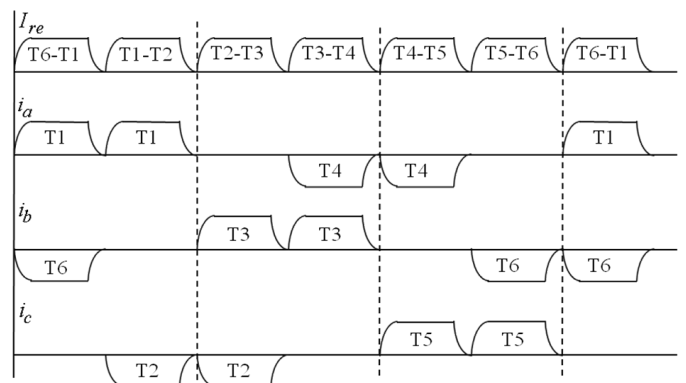 I_re
T6-T1 T1-T2 T2-T3 T3-T4 T4-T5 T5-T6 T6-T1
i_a
T1 T1 T1
T4 T4
i_b
T3 T3
T6 T6 T6
i_c
T5 T5
T2 T2